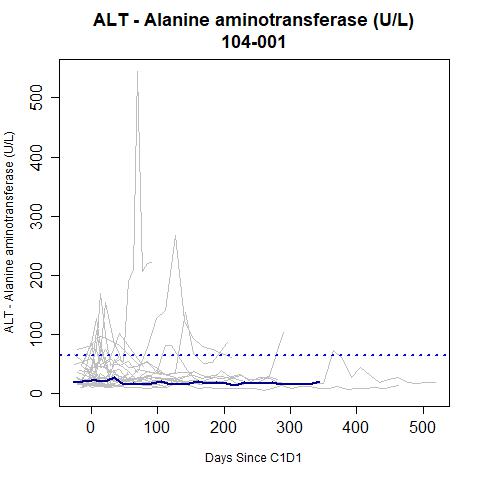 ALT - Alanine aminotransferase (U/L)
104-001
ALT - Alanine aminotransferase (U/L)
500
400
300
200
100
0
0 100 200 300 400 500
Days Since C1D1